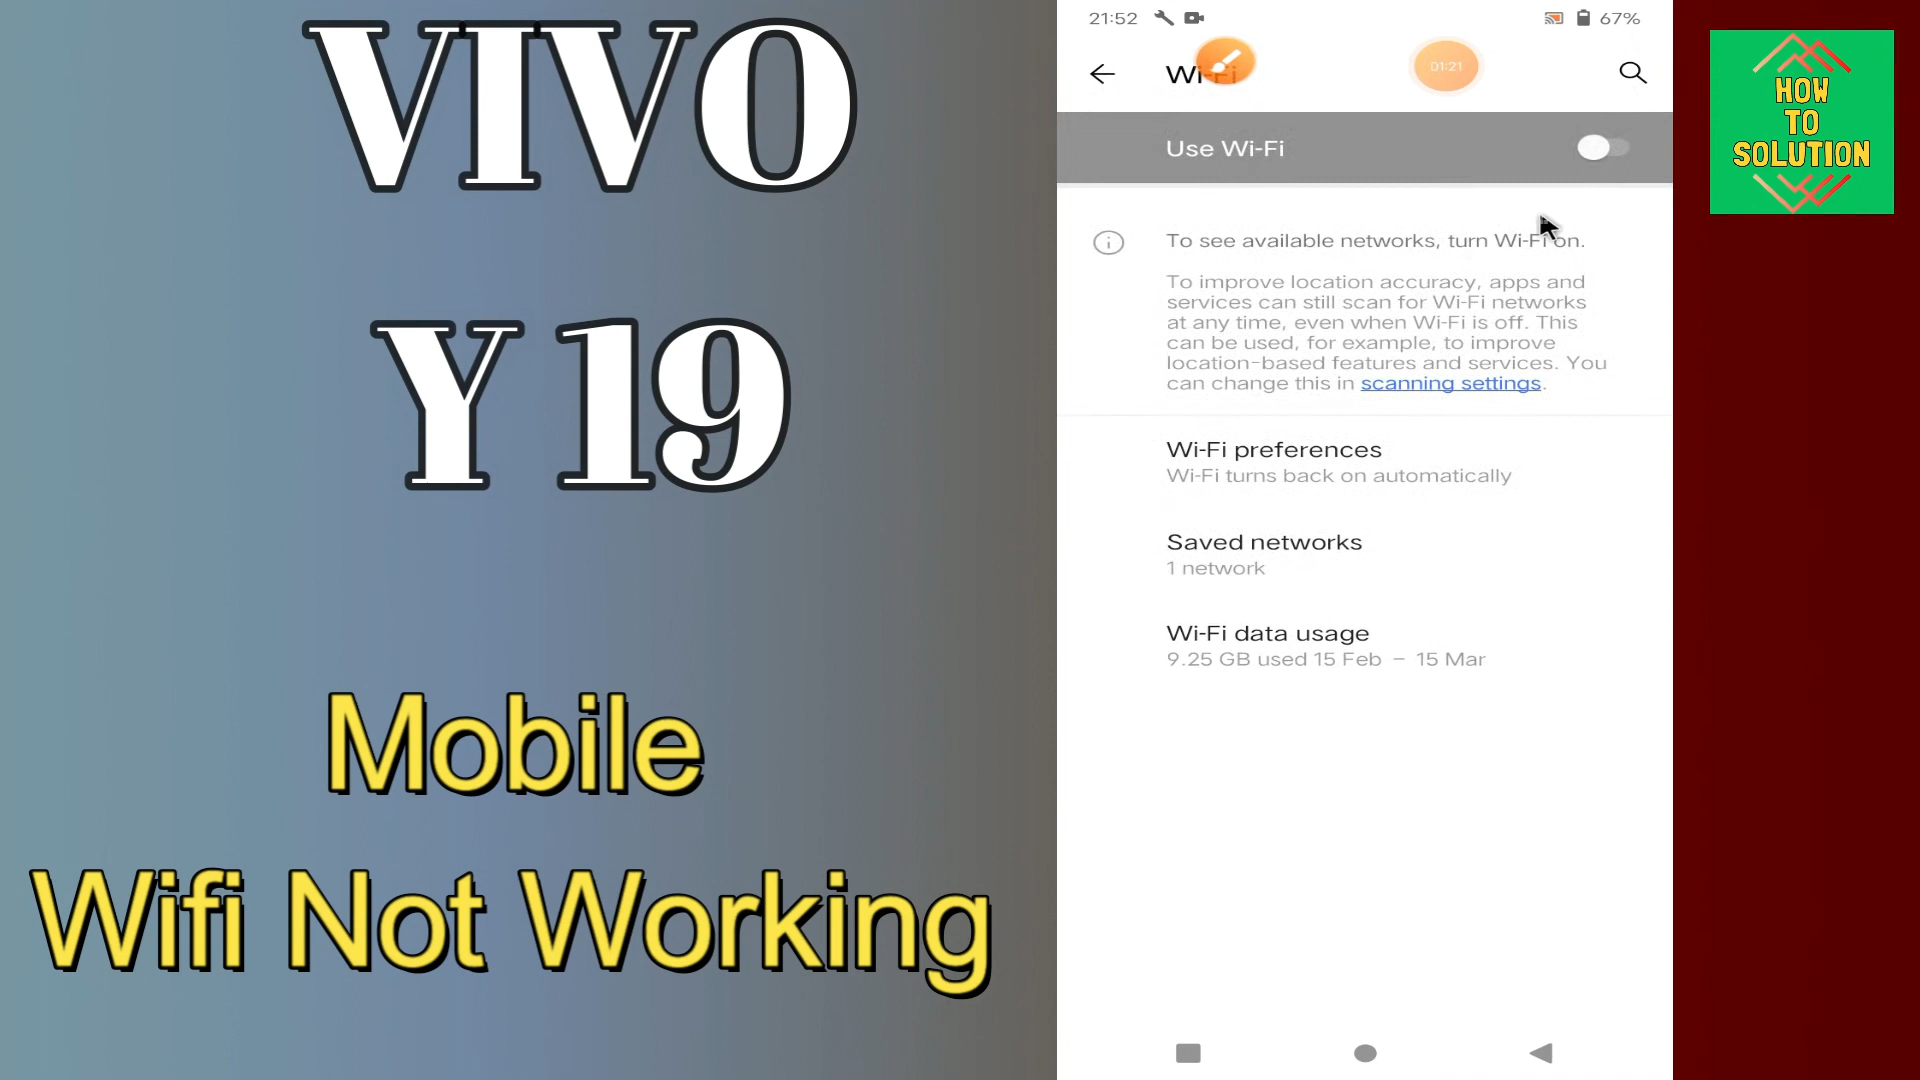 VIVO
Y 19
Mobile
Wifi Not Working
21:52
67%
Wi-Fi
01:21
Use Wi-Fi
To see available networks, turn Wi-Fi on.
To improve location accuracy, apps and
services can still scan for Wi-Fi networks
at any time, even when Wi-Fi is off. This
can be used, for example, to improve
location-based features and services. You
can change this in scanning settings.
Wi-Fi preferences
Wi-Fi turns back on automatically
Saved networks
1 network
Wi-Fi data usage
9.25 GB used 15 Feb – 15 Mar
HOW
TO
SOLUTION